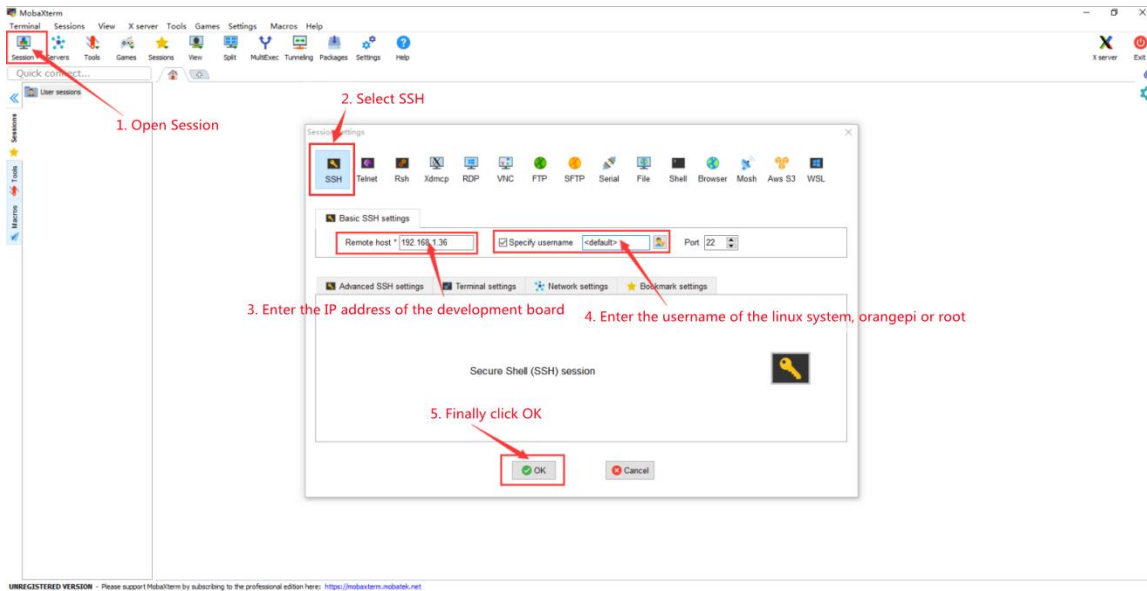 MobaXterm
Terminal Sessions View X server Tools Games Settings Macros Help
Session Servers Tools Games Sessions View Split MultiExec Tunneling Packages Settings Help X server Exit
Quick connect...
User sessions
Sessions
Tools
Macros
1. Open Session
2. Select SSH
Session settings
SSH Telnet Rsh Xdmcp RDP VNC FTP SFTP Serial File Shell Browser Mosh Aws S3 WSL
Basic SSH settings
Remote host * 192.168.1.36 Specify username <default> Port 22
Advanced SSH settings Terminal settings Network settings Bookmark settings
3. Enter the IP address of the development board
4. Enter the username of the linux system, orangepi or root
Secure Shell (SSH) session
5. Finally click OK
OK Cancel
UNREGISTERED VERSION - Please support MobaXterm by subscribing to the professional edition here: https://mobaxterm.mobatek.net